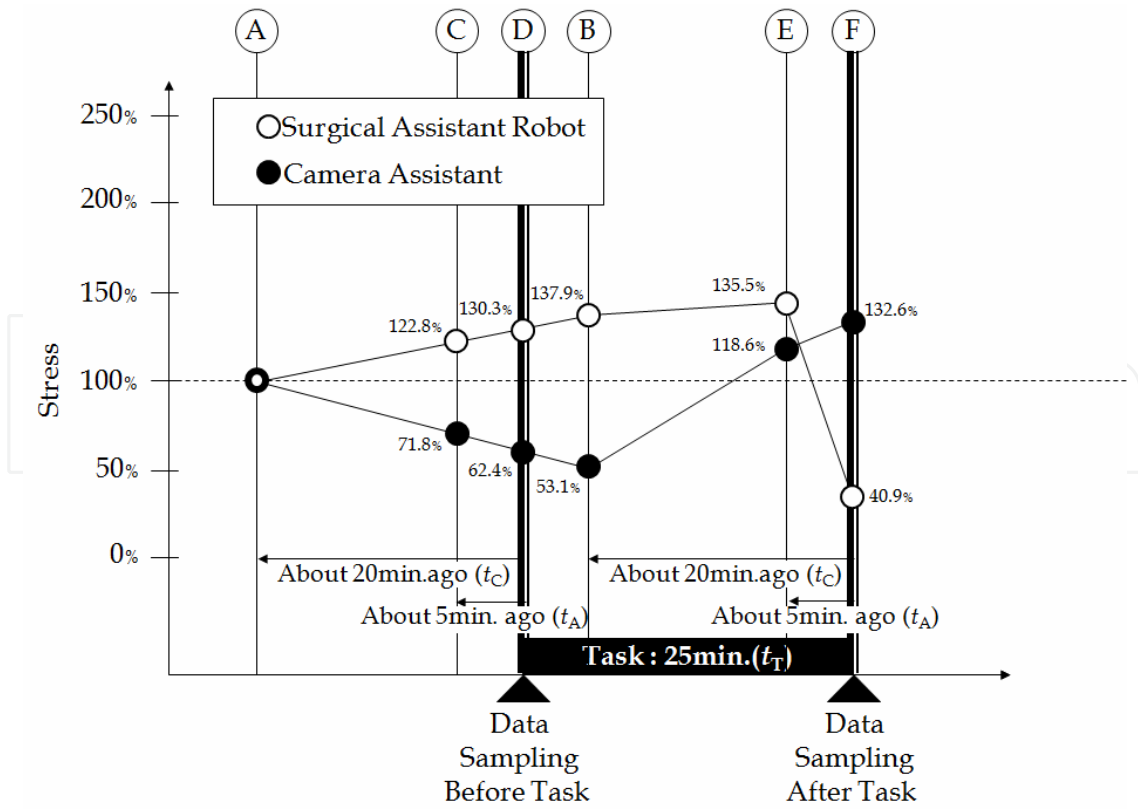 A
C
D
B
E
F
250%
200%
150%
100%
50%
0%
Stress
Surgical Assistant Robot
Camera Assistant
122.8%
130.3%
137.9%
135.5%
132.6%
118.6%
71.8%
62.4%
53.1%
40.9%
About 20min.ago (tC)
About 20min.ago (tC)
About 5min. ago (tA)
About 5min. ago (tA)
Task : 25min.(tT)
Data
Sampling
Before Task
Data
Sampling
After Task